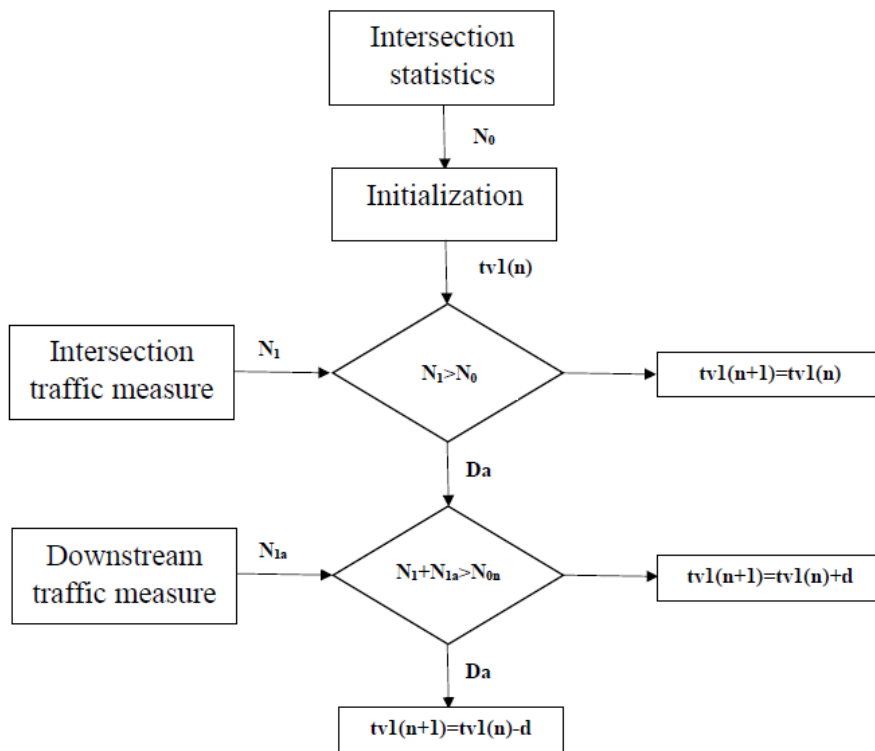 Intersection
statistics
N₀
Initialization
tv1(n)
Intersection
traffic measure
N₁
N₁>N₀
tv1(n+1)=tv1(n)
Da
Downstream
traffic measure
N₁ₐ
N₁+N₁ₐ>N₀ₙ
tv1(n+1)=tv1(n)+d
Da
tv1(n+1)=tv1(n)-d